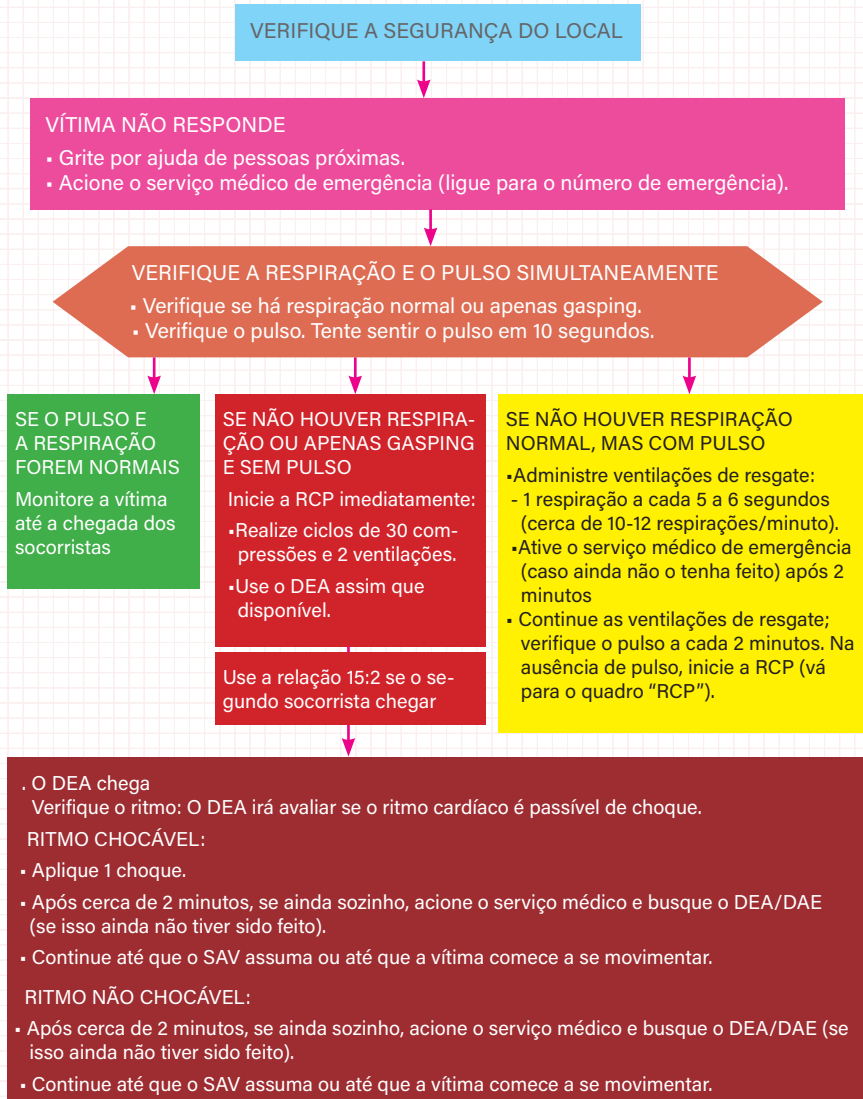 VERIFIQUE A SEGURANÇA DO LOCAL
VÍTIMA NÃO RESPONDE
▪ Grite por ajuda de pessoas próximas.
▪ Acione o serviço médico de emergência (ligue para o número de emergência).
VERIFIQUE A RESPIRAÇÃO E O PULSO SIMULTANEAMENTE
▪ Verifique se há respiração normal ou apenas gasping.
▪ Verifique o pulso. Tente sentir o pulso em 10 segundos.
SE O PULSO E
A RESPIRAÇÃO
FOREM NORMAIS
Monitore a vítima
até a chegada dos
socorristas
SE NÃO HOUVER RESPIRA-
ÇÃO OU APENAS GASPING
E SEM PULSO
Inicie a RCP imediatamente:
▪Realize ciclos de 30 com-
pressões e 2 ventilações.
▪Use o DEA assim que
disponível.
Use a relação 15:2 se o se-
gundo socorrista chegar
SE NÃO HOUVER RESPIRAÇÃO
NORMAL, MAS COM PULSO
▪Administre ventilações de resgate:
- 1 respiração a cada 5 a 6 segundos
(cerca de 10-12 respirações/minuto).
▪Ative o serviço médico de emergência
(caso ainda não o tenha feito) após 2
minutos
▪ Continue as ventilações de resgate;
verifique o pulso a cada 2 minutos. Na
ausência de pulso, inicie a RCP (vá
para o quadro “RCP”).
. O DEA chega
Verifique o ritmo: O DEA irá avaliar se o ritmo cardíaco é passível de choque.
RITMO CHOCÁVEL:
▪ Aplique 1 choque.
▪ Após cerca de 2 minutos, se ainda sozinho, acione o serviço médico e busque o DEA/DAE
(se isso ainda não tiver sido feito).
▪ Continue até que o SAV assuma ou até que a vítima comece a se movimentar.
RITMO NÃO CHOCÁVEL:
▪ Após cerca de 2 minutos, se ainda sozinho, acione o serviço médico e busque o DEA/DAE (se
isso ainda não tiver sido feito).
▪ Continue até que o SAV assuma ou até que a vítima comece a se movimentar.